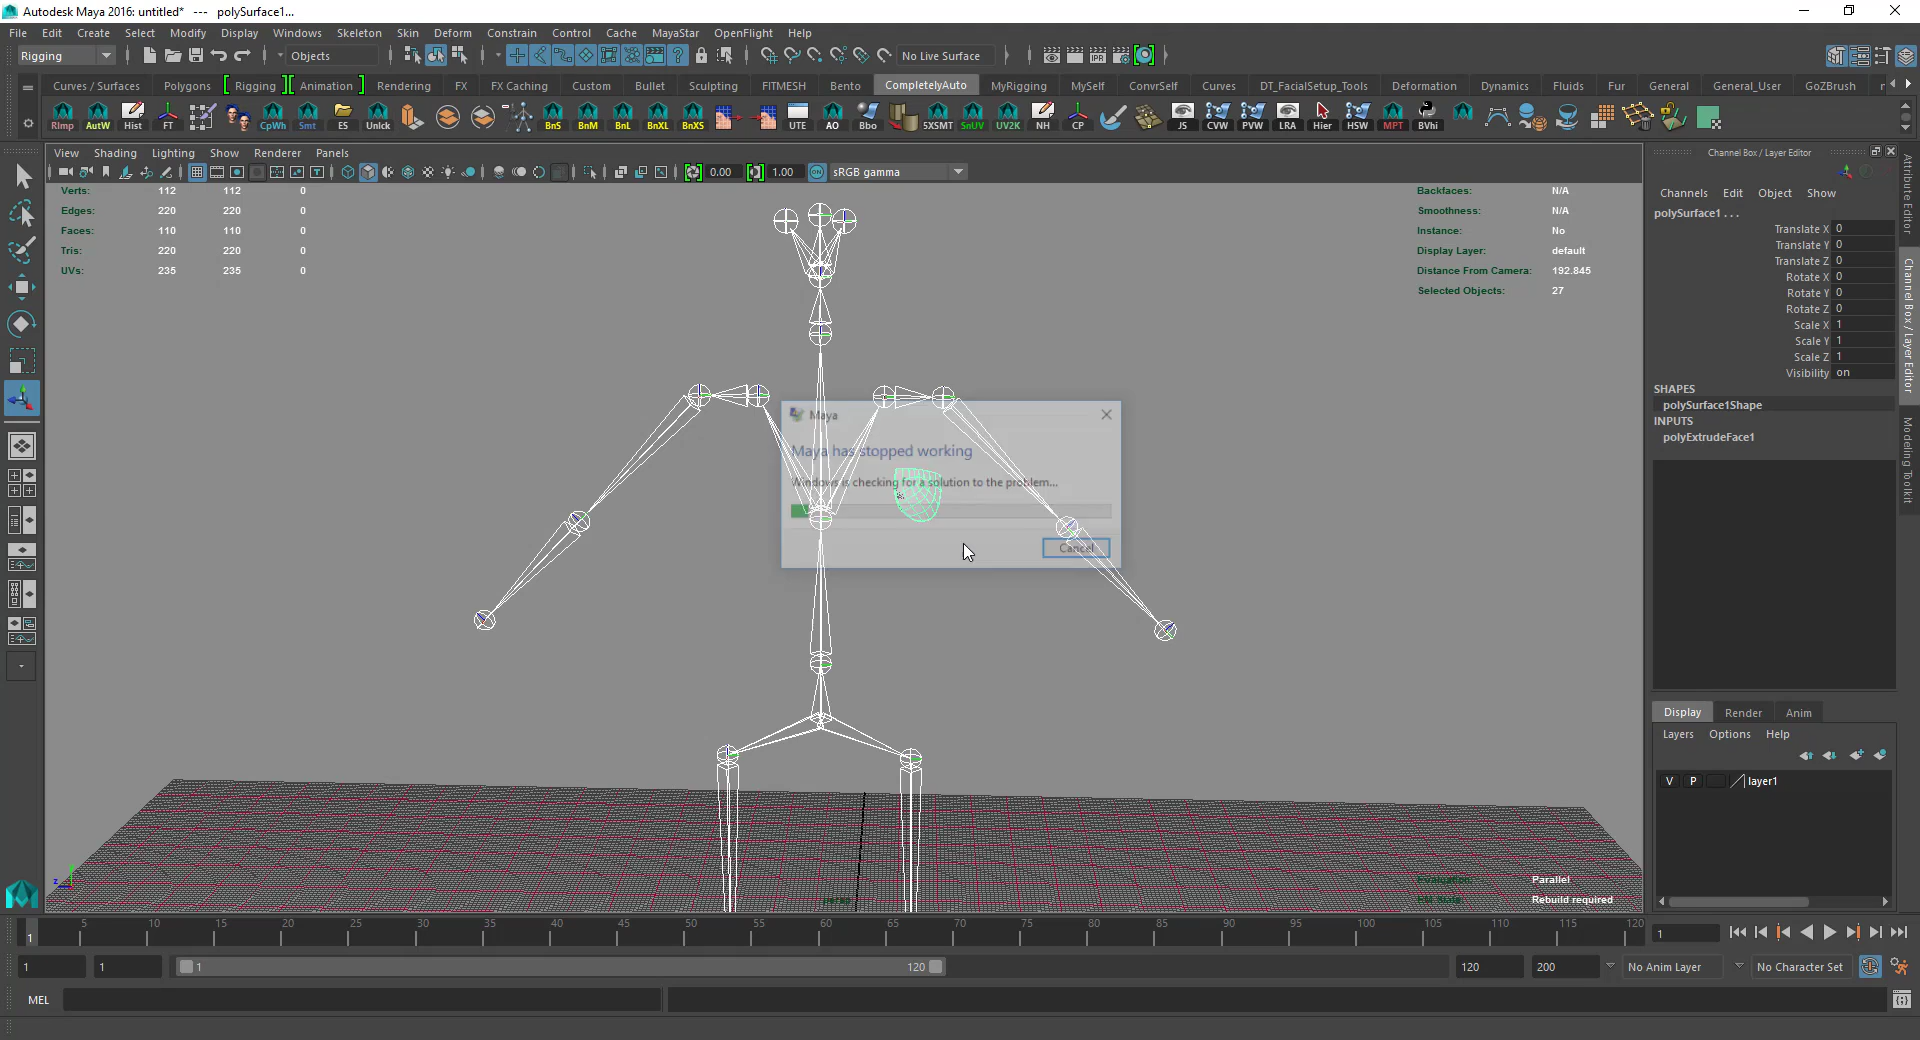 Autodesk Maya 2016: untitled* --- polySurface1...
File Edit Create Select Modify Display Windows Skeleton Skin Deform Constrain Control Cache MayaStar OpenFlight Help
Rigging Objects No Live Surface
Curves / Surfaces Polygons Rigging Animation Rendering FX FX Caching Custom Bullet Sculpting FITMESH Bento CompletelyAuto MyRigging MySelf ConvrSelf Curves DT_FacialSetup_Tools Deformation Dynamics Fluids Fur General General_User GoZBrush
RImp AutW Hist FT CpWh Smt ES Unlck BnS BnM BnL BnXL BnXS UTE AO Bbo 5XSMT SnUV UV2K NH CP JS CVW PVW LRA Hier HSW MPT BVhi
View Shading Lighting Show Renderer Panels
0.00 1.00 sRGB gamma
Verts: 112 112 0
Edges: 220 220 0
Faces: 110 110 0
Tris: 220 220 0
UVs: 235 235 0
Backfaces: N/A
Smoothness: N/A
Instance: No
Display Layer: default
Distance From Camera: 192.845
Selected Objects: 27
Maya
Maya has stopped working
Windows is checking for a solution to the problem...
Cancel
Parallel
Rebuild required
persp
z
Channel Box / Layer Editor
Channels Edit Object Show
polySurface1 . . .
Translate X 0
Translate Y 0
Translate Z 0
Rotate X 0
Rotate Y 0
Rotate Z 0
Scale X 1
Scale Y 1
Scale Z 1
Visibility on
SHAPES
polySurface1Shape
INPUTS
polyExtrudeFace1
Attribute Editor
Channel Box / Layer Editor
Modeling Toolkit
Display Render Anim
Layers Options Help
V P layer1
1 5 10 15 20 25 30 35 40 45 50 55 60 65 70 75 80 85 90 95 100 105 110 115 120 1
1 1 1 120 120 200 No Anim Layer No Character Set
MEL